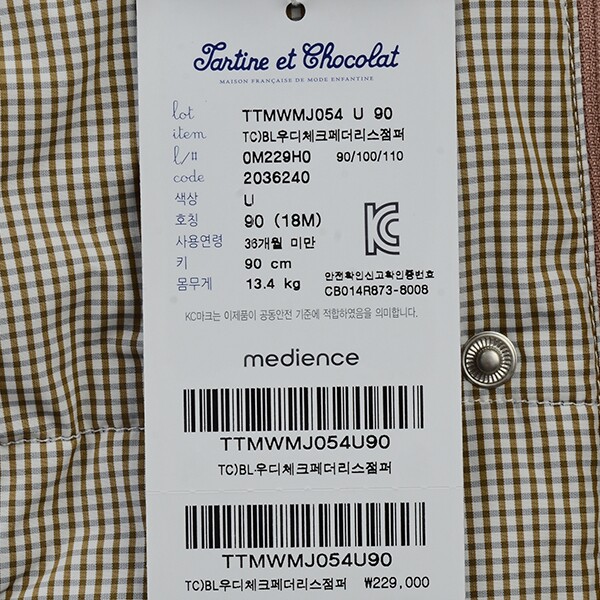 Tartine et Chocolat
MAISON FRANÇAISE DE MODE ENFANTINE
lot TTMWMJ054 U 90
item TC)BL우디체크페더리스점퍼
l/# 0M229H0 90/100/110
code 2036240
색상 U
호칭 90 (18M)
사용연령 36개월 미만
키 90 cm
몸무게 13.4 kg
KC
안전확인신고확인증번호
CB014R873-8008
KC마크는 이제품이 공통안전 기준에 적합하였음을 의미합니다.
medience
TTMWMJ054U90
TC)BL우디체크페더리스점퍼
TTMWMJ054U90
TC)BL우디체크페더리스점퍼 ₩229,000